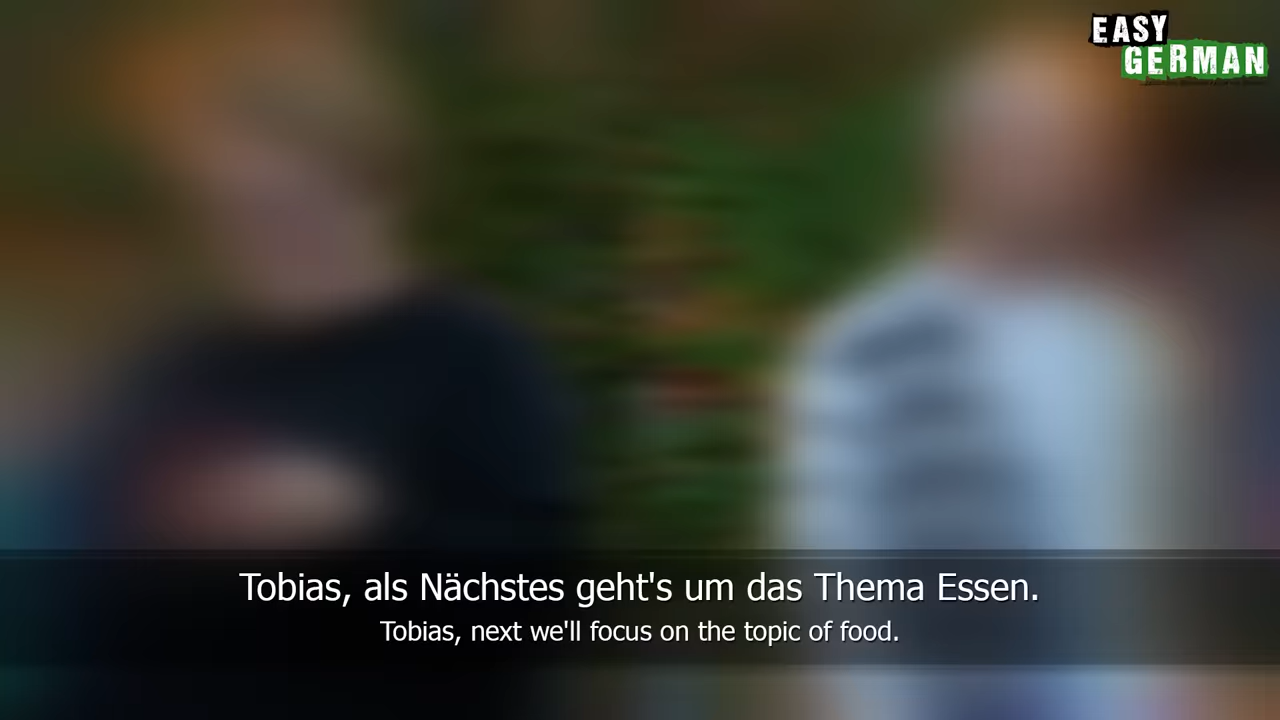 EASY
GERMAN
Tobias, als Nächstes geht's um das Thema Essen.
Tobias, next we'll focus on the topic of food.